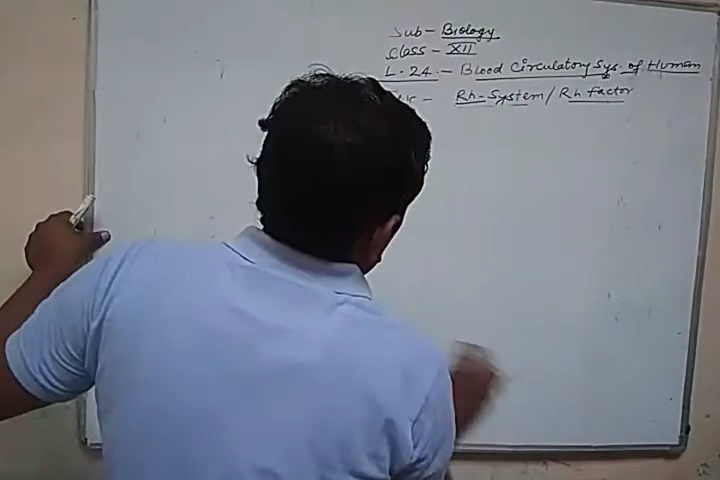 Sub - Biology
Class - XII
L. 24. - Blood Circulatory Sys. of Human
- Rh-System / Rh factor